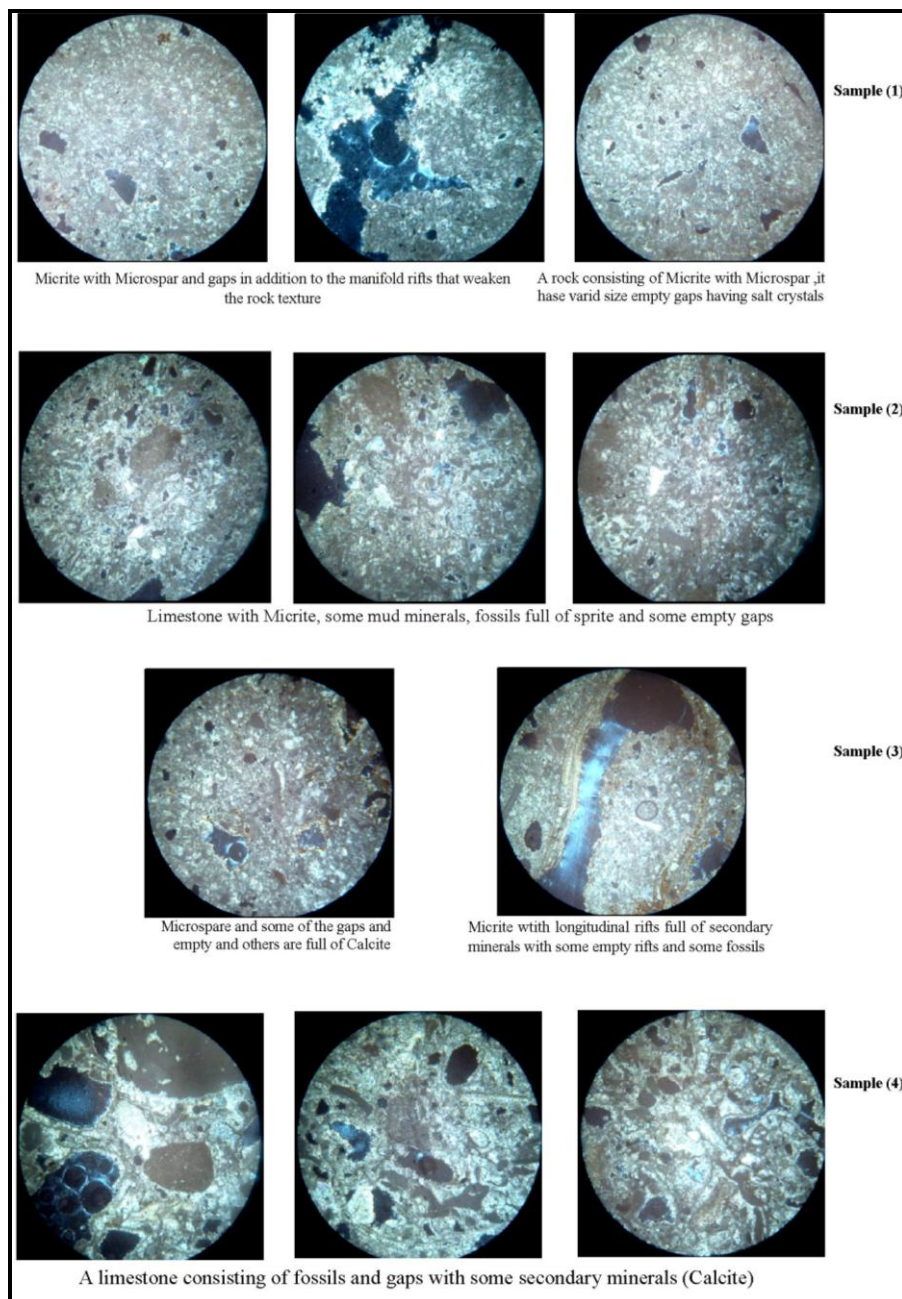 Sample (1)
Micrite with Microspar and gaps in addition to the manifold rifts that weaken
the rock texture
A rock consisting of Micrite with Microspar ,it
hase varid size empty gaps having salt crystals
Sample (2)
Limestone with Micrite, some mud minerals, fossils full of sprite and some empty gaps
Sample (3)
Microspare and some of the gaps and
empty and others are full of Calcite
Micrite wtith longitudinal rifts full of secondary
minerals with some empty rifts and some fossils
Sample (4)
A limestone consisting of fossils and gaps with some secondary minerals (Calcite)